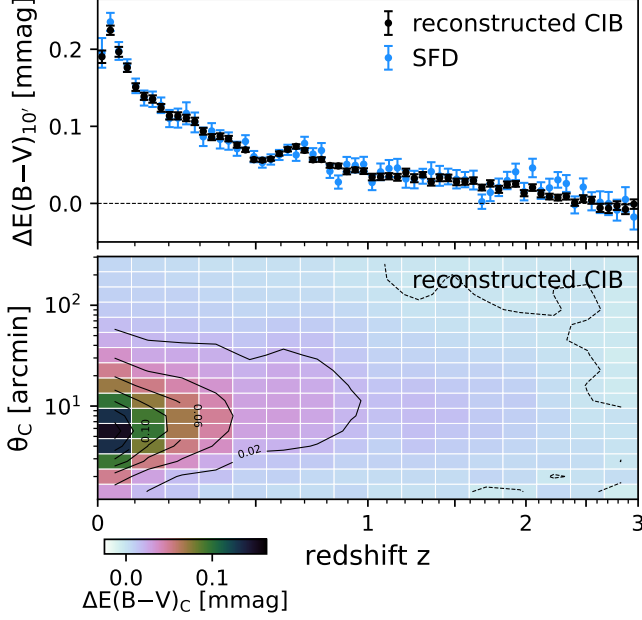 ΔE(B−V)10′ [mmag]
0.2
0.1
0.0
reconstructed CIB
SFD
θC [arcmin]
10²
10¹
reconstructed CIB
0.10
0.06
0.02
0
1
2
3
redshift z
0.0
0.1
ΔE(B−V)C [mmag]